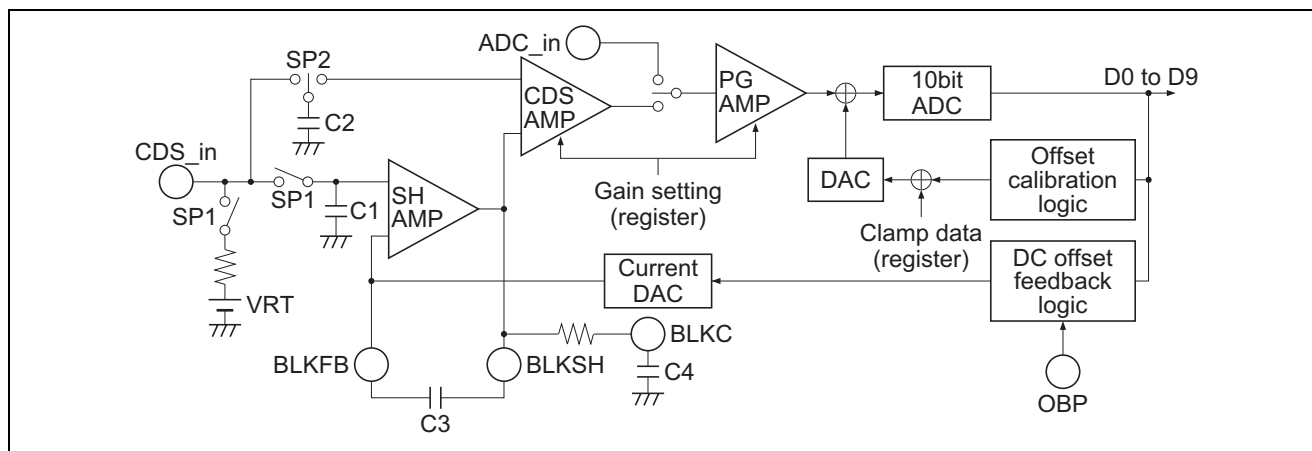 ADC_in
SP2
C2
CDS
AMP
PG
AMP
10bit
ADC
D0 to D9
CDS_in
SP1
SP1
C1
SH
AMP
VRT
Gain setting
(register)
DAC
Offset
calibration
logic
Clamp data
(register)
Current
DAC
DC offset
feedback
logic
BLKFB
BLKSH
BLKC
C3
C4
OBP